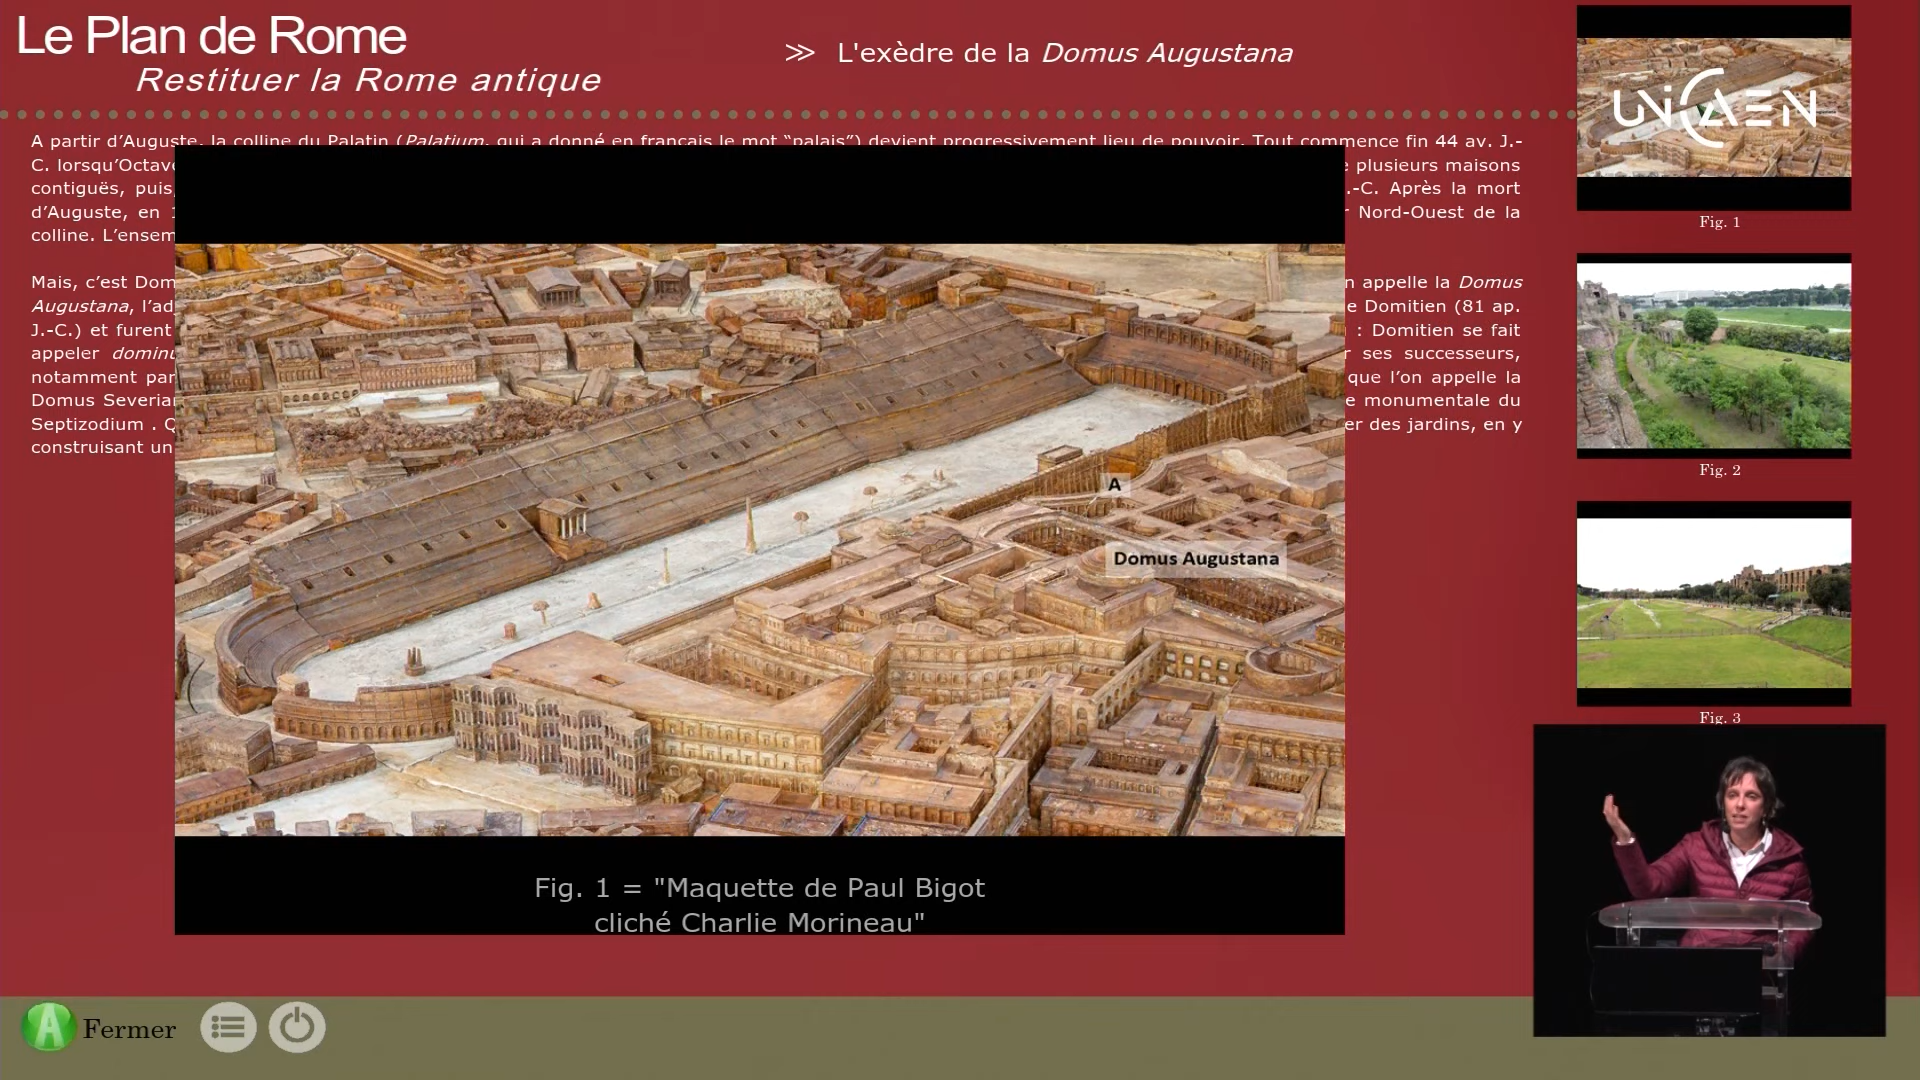 Le Plan de Rome
Restituer la Rome antique
>> L'exèdre de la Domus Augustana
UNICAEN
A partir d’Auguste, la colline du Palatin (Palatium, qui a donné en français le mot “palais”) devient progressivement lieu de pouvoir. Tout commence fin 44 av. J.-
C. lorsqu’Octave plusieurs maisons
contiguës, puis, .-C. Après la mort
d’Auguste, en Nord-Ouest de la
colline. L’ensem
Mais, c’est Dom n appelle la Domus
Augustana, l’ad e Domitien (81 ap.
J.-C.) et furent : Domitien se fait
appeler dominu r ses successeurs,
notamment par que l’on appelle la
Domus Severian e monumentale du
Septizodium . Q er des jardins, en y
construisant un
A
Domus Augustana
Fig. 1 = "Maquette de Paul Bigot
cliché Charlie Morineau"
Fig. 1
Fig. 2
Fig. 3
A Fermer